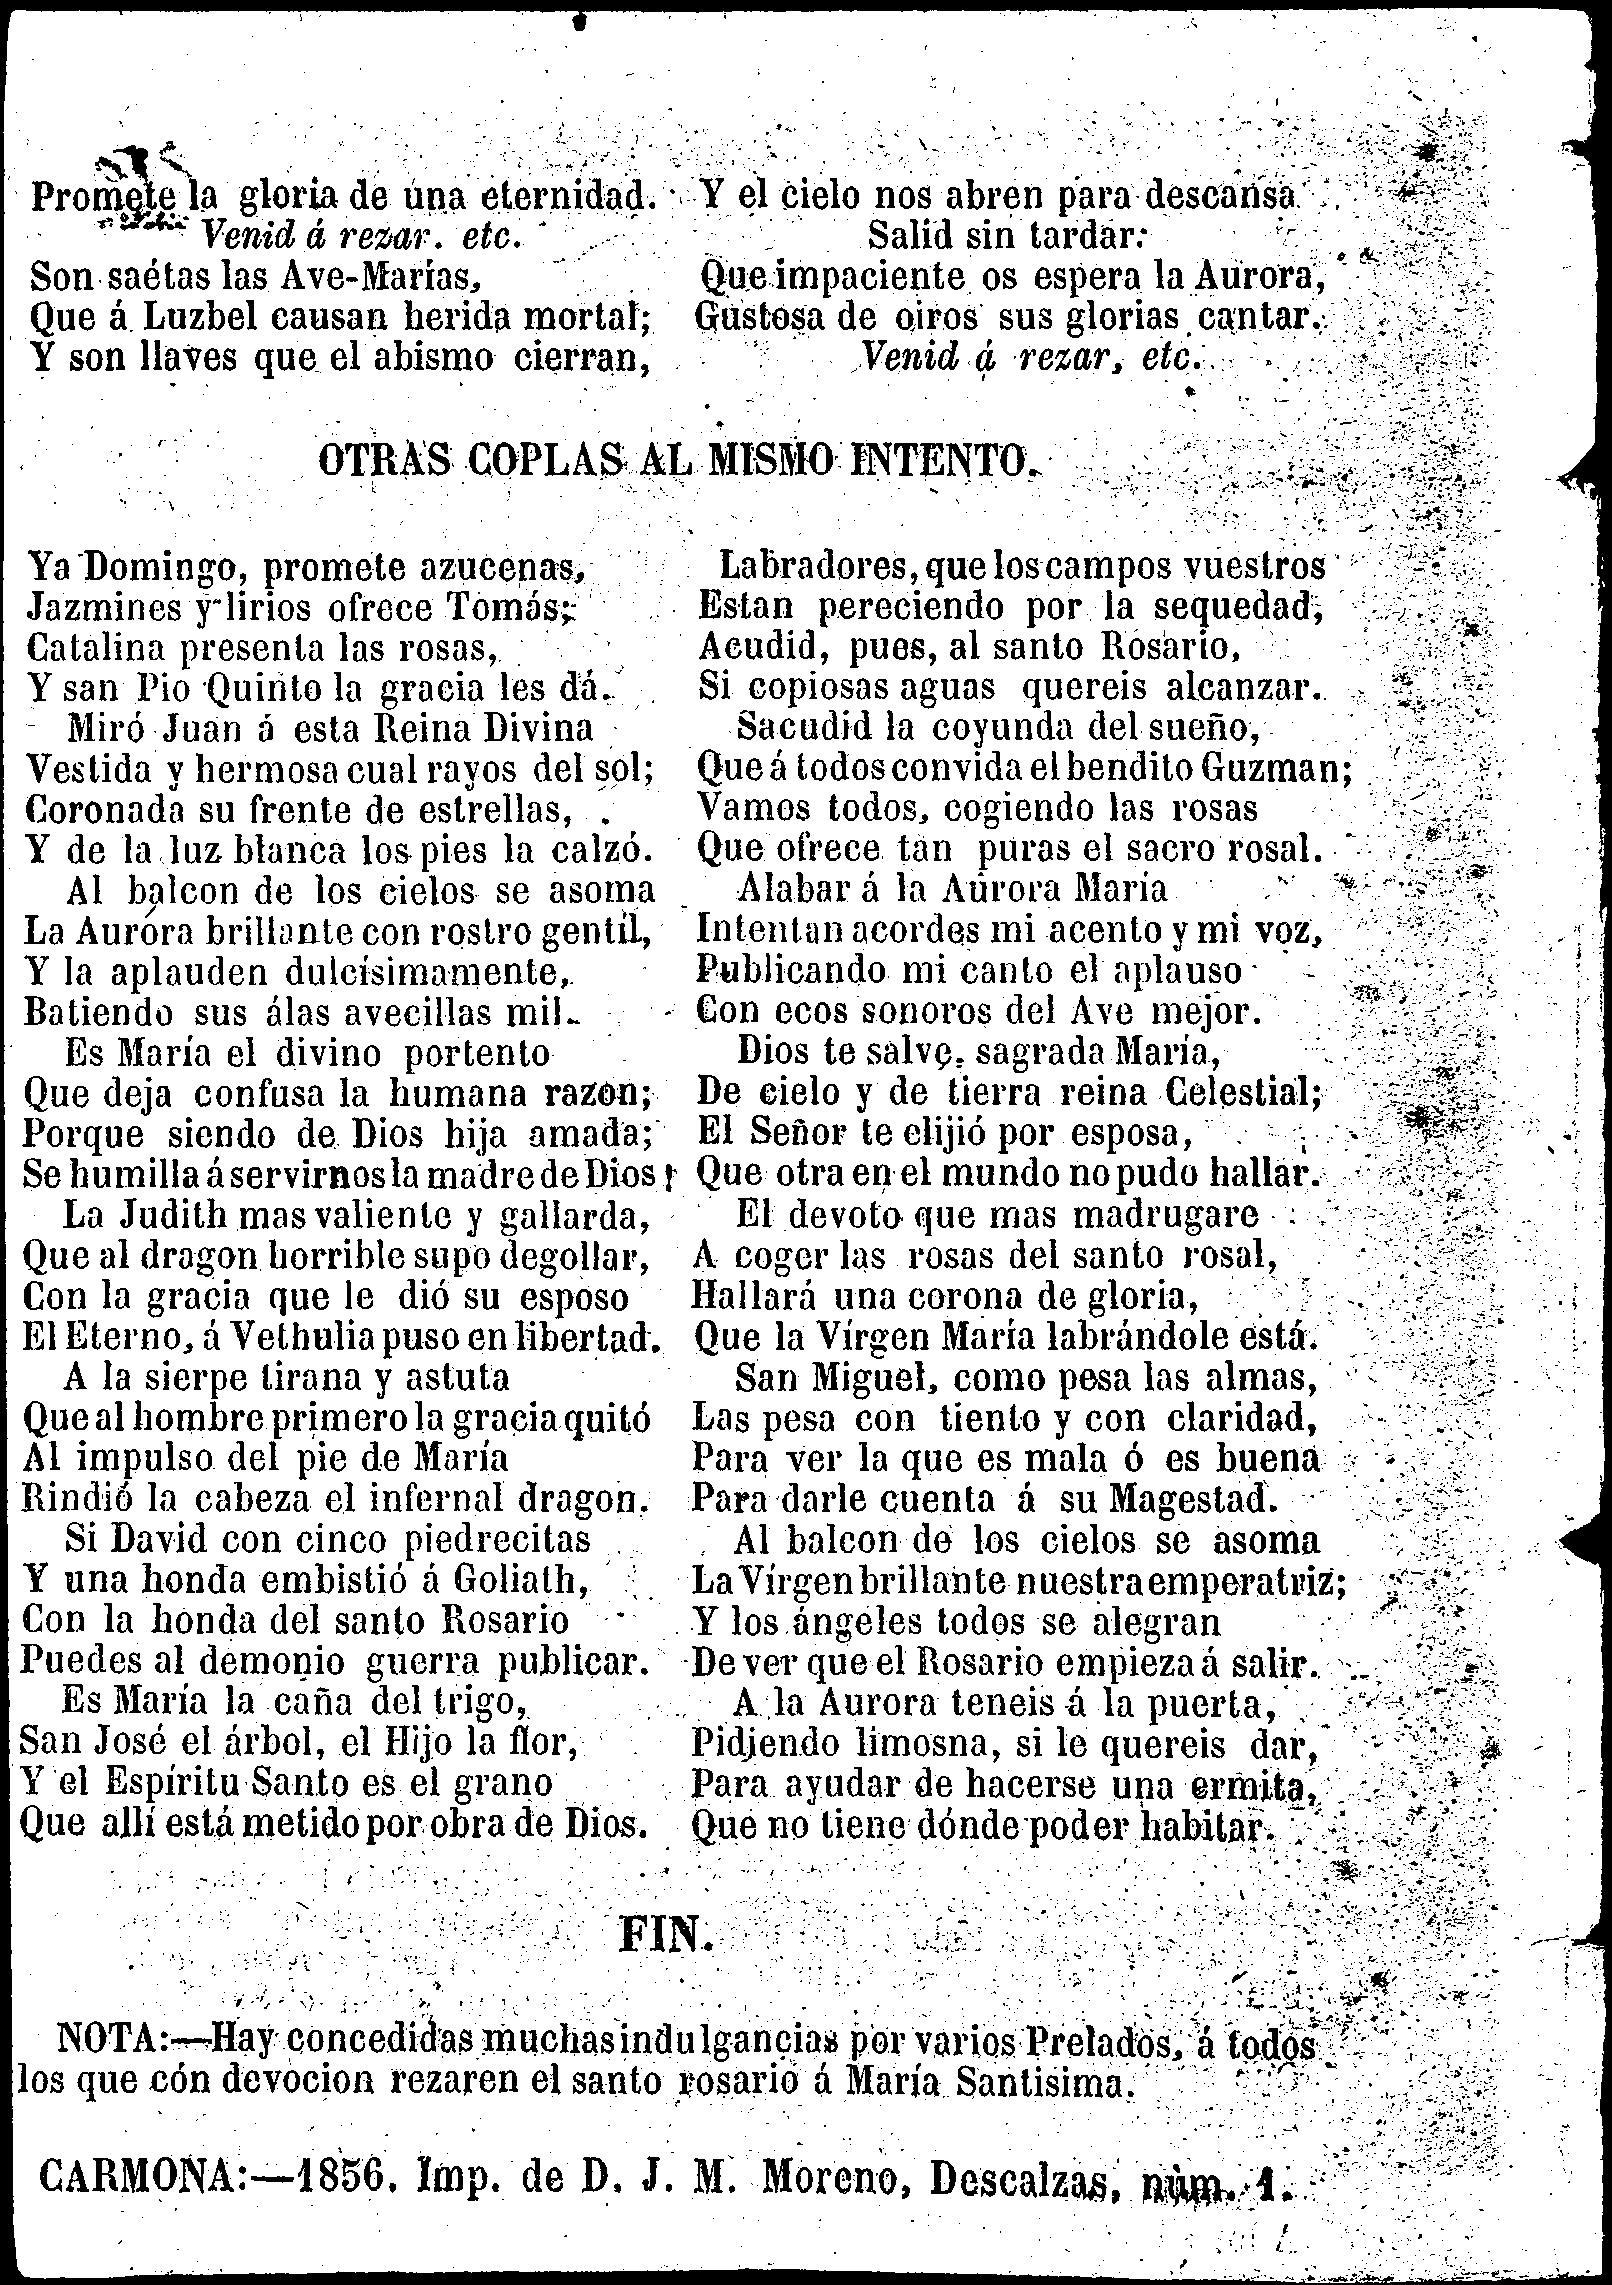 Promete la gloria de una eternidad.
Venid á rezar. etc.
Son saétas las Ave-Marías,
Que á Luzbel causan herida mortal;
Y son llaves que el abismo cierran,
Y el cielo nos abren para descansa
Salid sin tardar:
Que impaciente os espera la Aurora,
Gustosa de oiros sus glorias cantar.
Venid á rezar, etc.
OTRAS COPLAS AL MISMO INTENTO.
Ya Domingo, promete azucenas,
Jazmines y lirios ofrece Tomás;
Catalina presenta las rosas,
Y san Pio Quinto la gracia les dá.
Miró Juan á esta Reina Divina
Vestida y hermosa cual rayos del sol;
Coronada su frente de estrellas,
Y de la luz blanca los pies la calzó.
Al balcon de los cielos se asoma
La Auróra brillante con rostro gentil,
Y la aplauden dulcísimamente,
Batiendo sus álas avecillas mil.
Es María el divino portento
Que deja confusa la humana razon;
Porque siendo de Dios hija amada;
Se humilla á servirnos la madre de Dios
La Judith mas valiente y gallarda,
Que al dragon horrible supo degollar,
Con la gracia que le dió su esposo
El Eterno, á Vethulia puso en libertad.
A la sierpe tirana y astuta
Que al hombre primero la gracia quitó
Al impulso del pie de María
Rindió la cabeza el infernal dragon.
Si David con cinco piedrecitas
Y una honda embistió á Goliath,
Con la honda del santo Rosario
Puedes al demonio guerra publicar.
Es María la caña del trigo,
San José el árbol, el Hijo la flor,
Y el Espíritu Santo es el grano
Que allí está metido por obra de Dios.
Labradores, que los campos vuestros
Estan pereciendo por la sequedad,
Acudid, pues, al santo Rosario,
Si copiosas aguas quereis alcanzar.
Sacudid la coyunda del sueño,
Que á todos convida el bendito Guzman;
Vamos todos, cogiendo las rosas
Que ofrece tan puras el sacro rosal.
Alabar á la Aurora María
Intentan acordes mi acento y mi voz,
Publicando mi canto el aplauso
Con ecos sonoros del Ave mejor.
Dios te salve, sagrada María,
De cielo y de tierra reina Celestial;
El Señor te elijió por esposa,
Que otra en el mundo no pudo hallar.
El devoto que mas madrugare
A coger las rosas del santo rosal,
Hallará una corona de gloria,
Que la Vírgen María labrándole está.
San Miguel, como pesa las almas,
Las pesa con tiento y con claridad,
Para ver la que es mala ó es buena
Para darle cuenta á su Magestad.
Al balcon de los cielos se asoma
La Vírgen brillante nuestra emperatriz;
Y los ángeles todos se alegran
De ver que el Rosario empieza á salir.
A la Aurora teneis á la puerta,
Pidiendo limosna, si le quereis dar,
Para ayudar de hacerse una ermita,
Que no tiene dónde poder habitar.
FIN.
NOTA:—Hay concedidas muchas indulgancias por varios Prelados, á todos
los que cón devocion rezaren el santo rosario á María Santisima.
CARMONA:—1856. Imp. de D. J. M. Moreno, Descalzas, núm. 1.